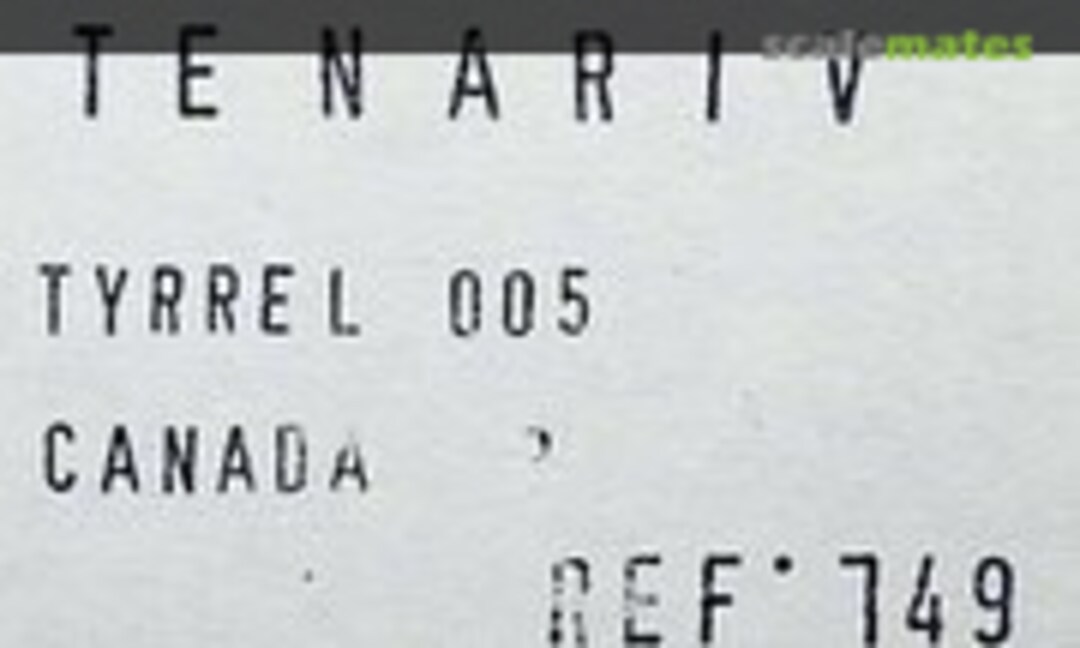 scalemates
TENARIV
TYRREL 005
CANADA
REF° 749